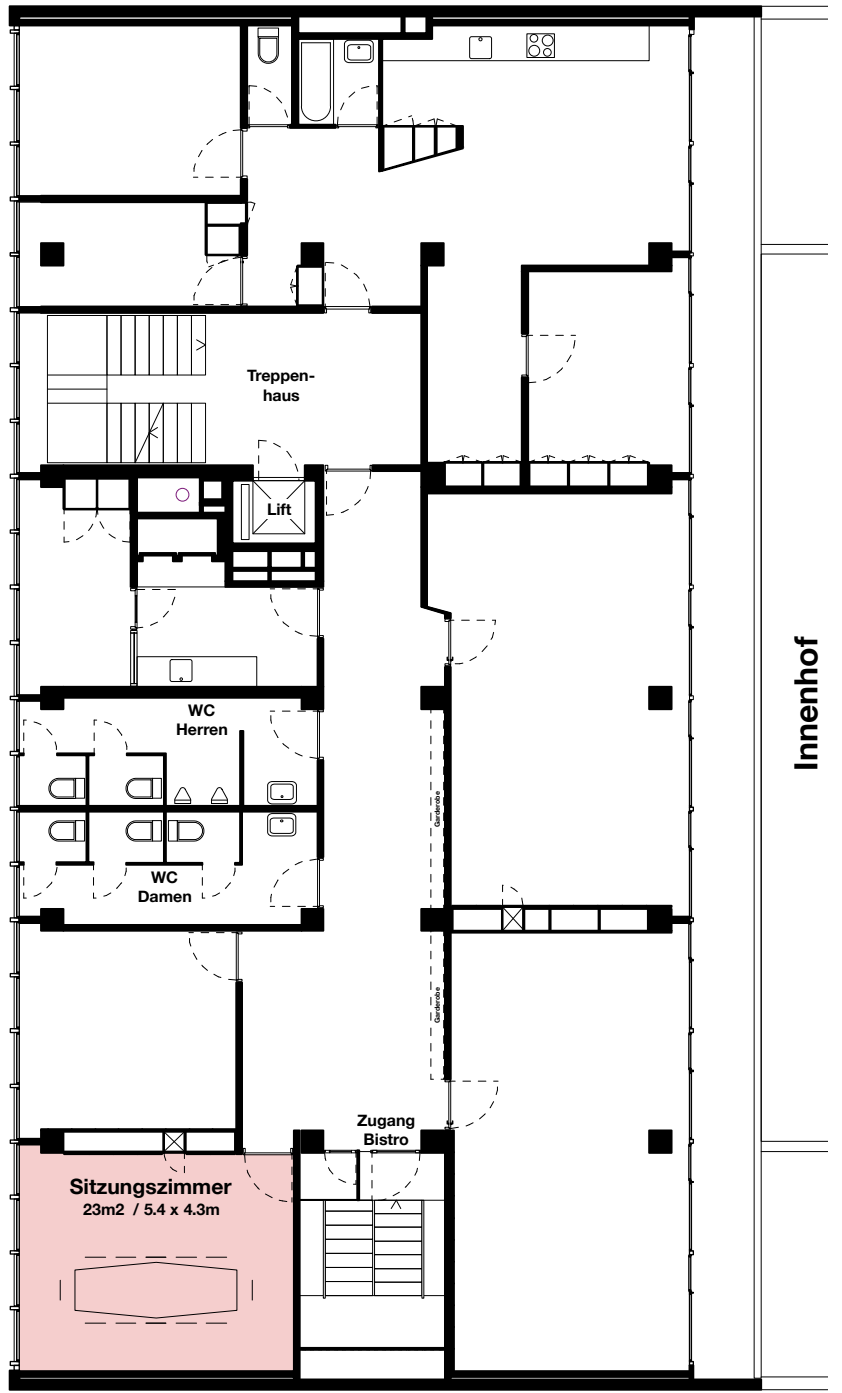 Treppen-
haus
Lift
Innenhof
WC
Herren
Garderobe
WC
Damen
Garderobe
Zugang
Bistro
Sitzungszimmer
23m2 / 5.4 x 4.3m